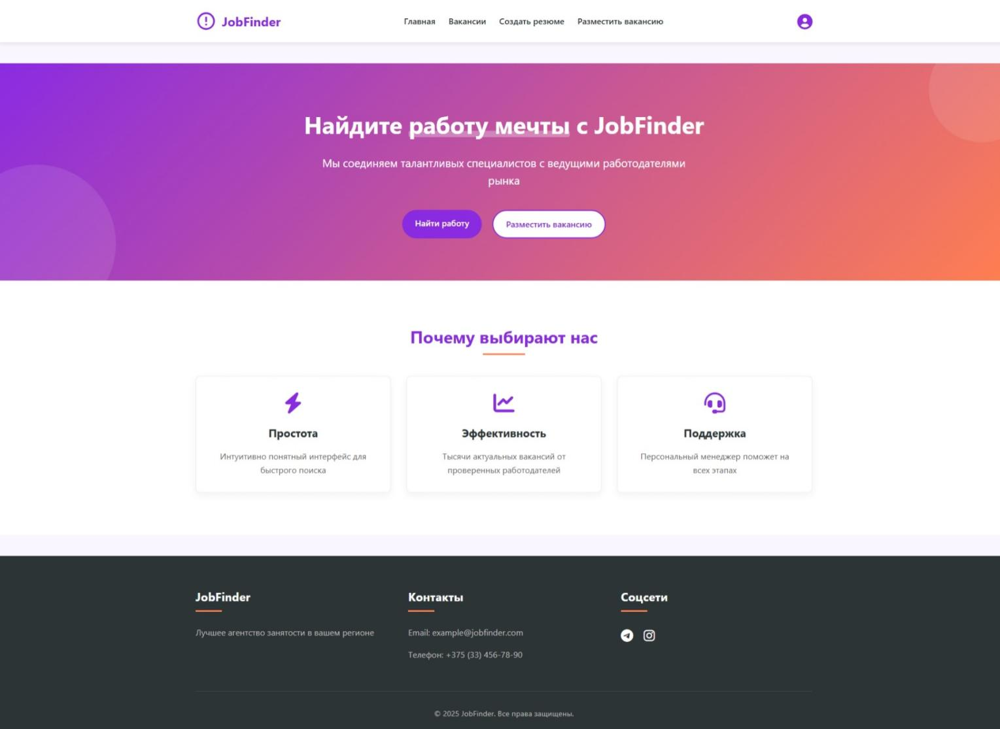 JobFinder
Главная Вакансии Создать резюме Разместить вакансию
Найдите работу мечты с JobFinder
Мы соединяем талантливых специалистов с ведущими работодателями
рынка
Найти работу
Разместить вакансию
Почему выбирают нас
Простота
Интуитивно понятный интерфейс для
быстрого поиска
Эффективность
Тысячи актуальных вакансий от
проверенных работодателей
Поддержка
Персональный менеджер поможет на
всех этапах
JobFinder
Лучшее агентство занятости в вашем регионе
Контакты
Email: example@jobfinder.com
Телефон: +375 (33) 456-78-90
Соцсети
© 2025 JobFinder. Все права защищены.